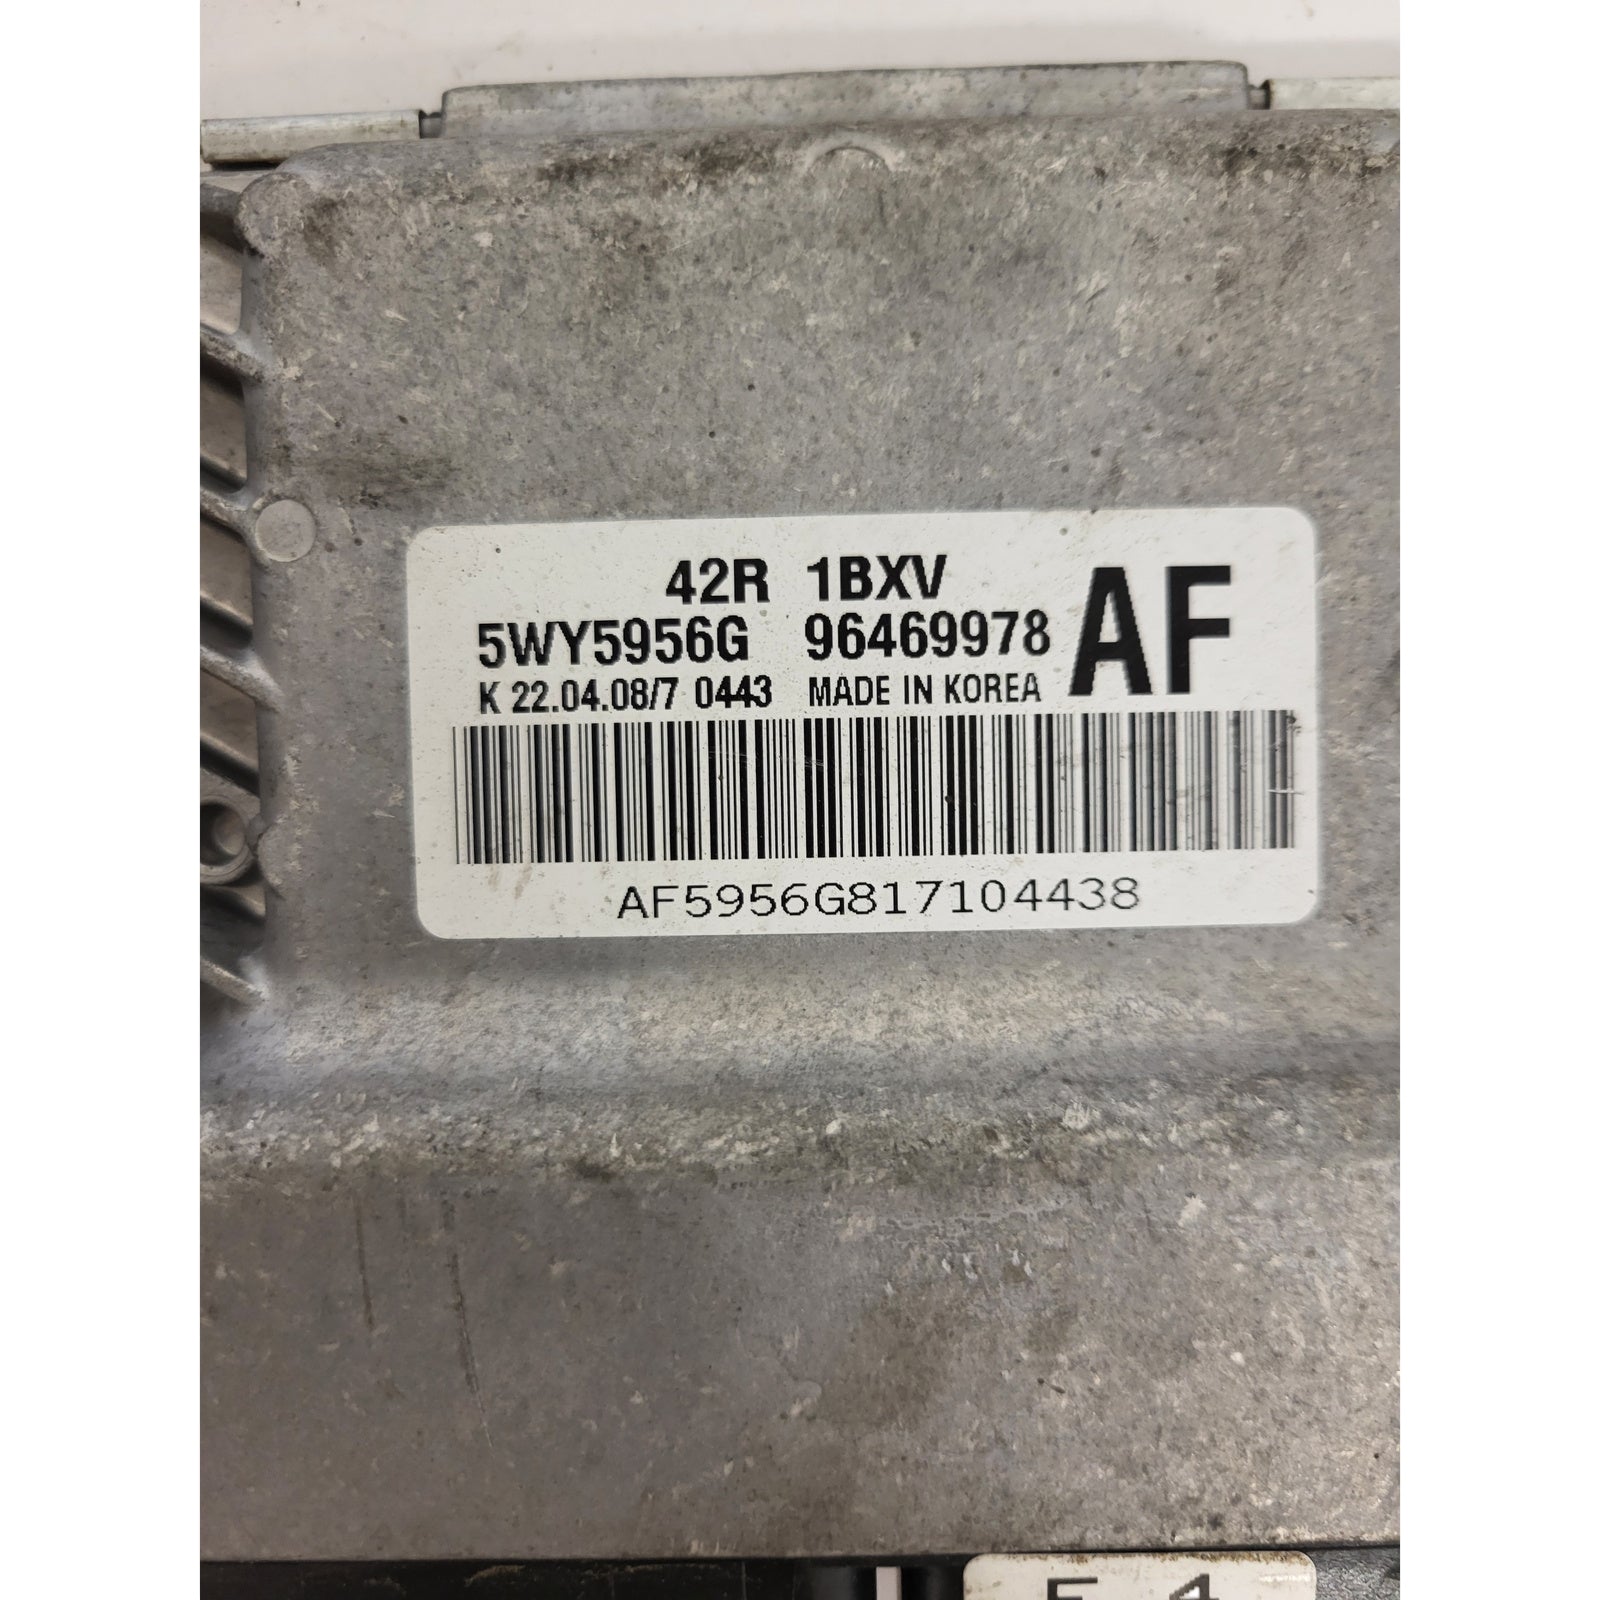 42R 1BXV
5WY5956G 96469978 AF
K 22.04.08/7 0443 MADE IN KOREA
AF5956G817104438